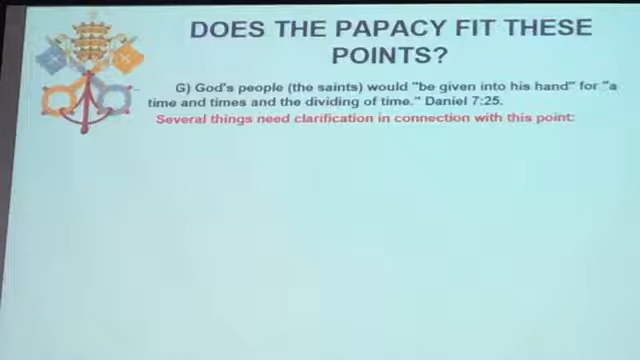 DOES THE PAPACY FIT THESE
POINTS?
G) God's people (the saints) would "be given into his hand" for "a
time and times and the dividing of time." Daniel 7:25.
Several things need clarification in connection with this point: